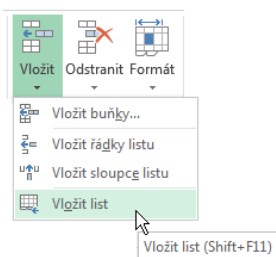 Vložit Odstranit Formát
Vložit buňky...
Vložit řádky listu
Vložit sloupce listu
Vložit list
Vložit list (Shift+F11)